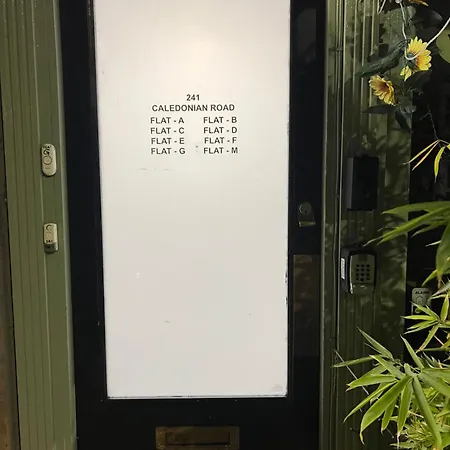 241
CALEDONIAN ROAD
FLAT - A FLAT - B
FLAT - C FLAT - D
FLAT - E FLAT - F
FLAT - G FLAT - M